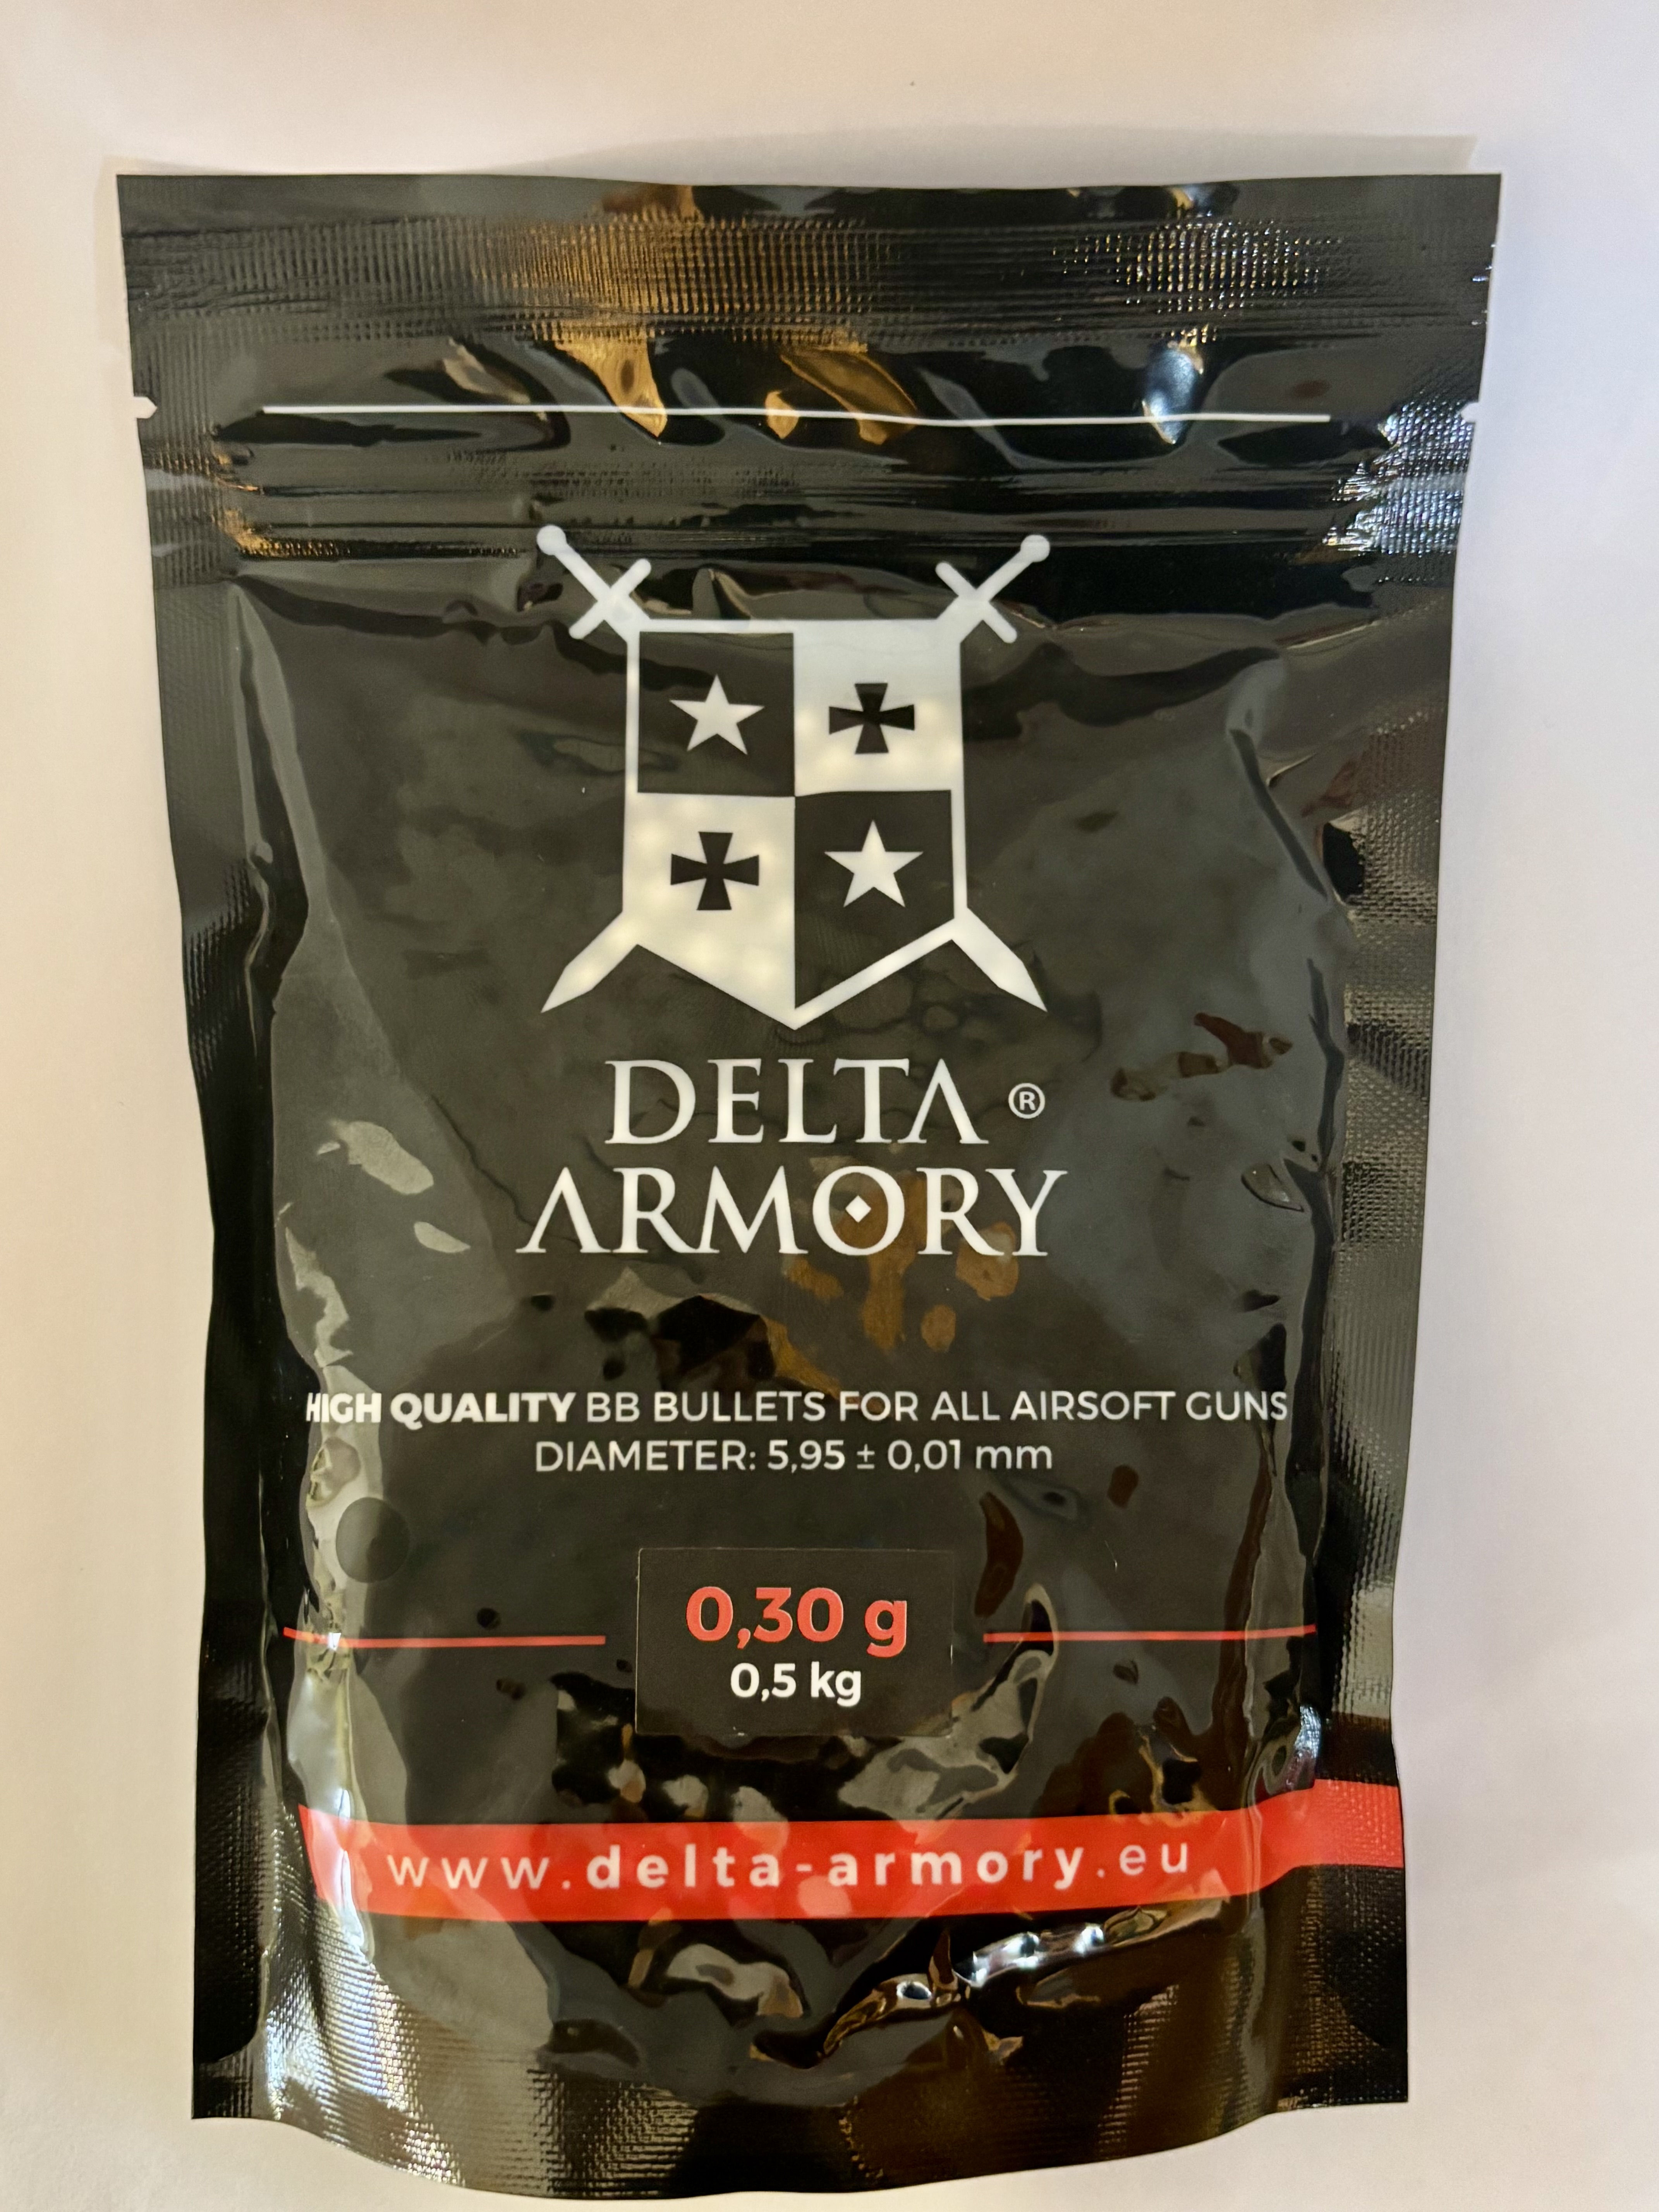 DELTA ®
ARMORY
HIGH QUALITY BB BULLETS FOR ALL AIRSOFT GUNS
DIAMETER: 5,95 ± 0,01 mm
0,30 g
0,5 kg
www.delta-armory.eu